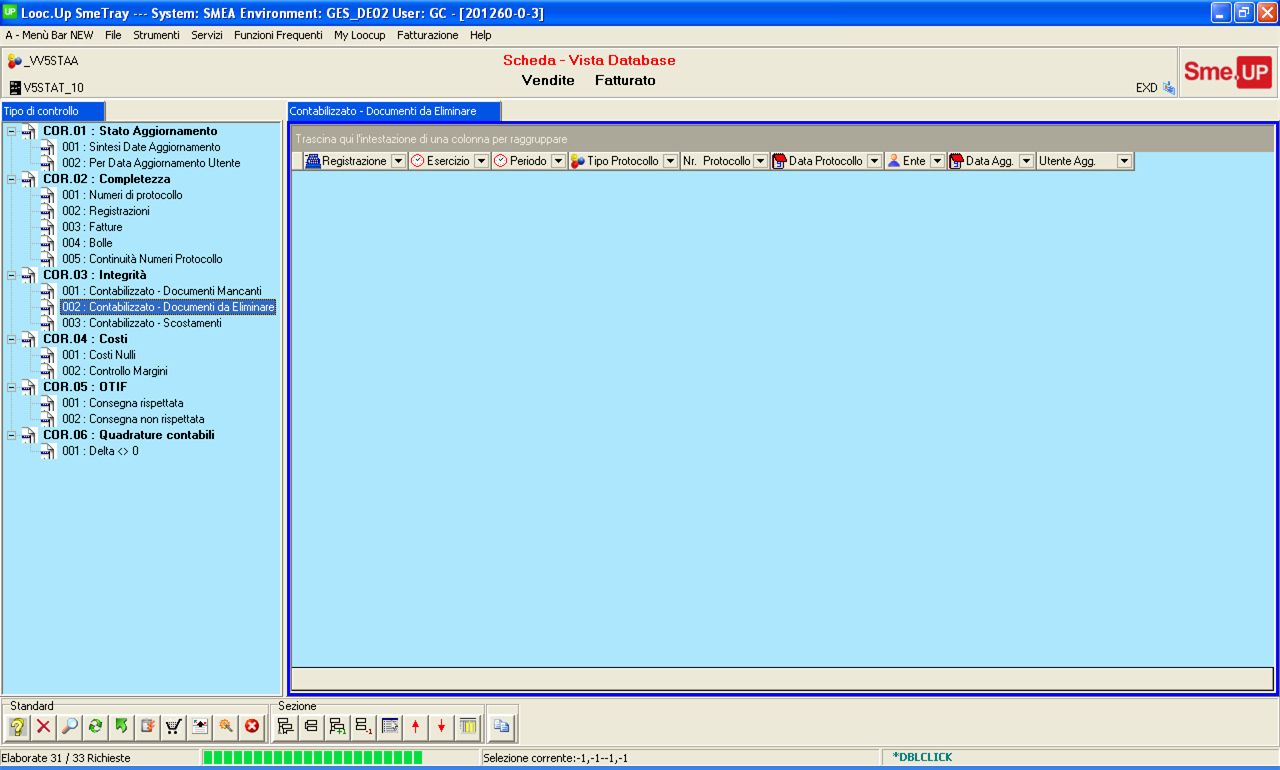 UP Looc.Up SmeTray --- System: SMEA Environment: GES_DE02 User: GC - [201260-0-3]
A - Menù Bar NEW File Strumenti Servizi Funzioni Frequenti My Loocup Fatturazione Help
_VV5STAA
Scheda - Vista Database
Vendite Fatturato
V5STAT_10
EXD
Sme.UP
Tipo di controllo
Contabilizzato - Documenti da Eliminare
COR.01 : Stato Aggiornamento
001 : Sintesi Date Aggiornamento
002 : Per Data Aggiornamento Utente
COR.02 : Completezza
001 : Numeri di protocollo
002 : Registrazioni
003 : Fatture
004 : Bolle
005 : Continuità Numeri Protocollo
COR.03 : Integrità
001 : Contabilizzato - Documenti Mancanti
002 : Contabilizzato - Documenti da Eliminare
003 : Contabilizzato - Scostamenti
COR.04 : Costi
001 : Costi Nulli
002 : Controllo Margini
COR.05 : OTIF
001 : Consegna rispettata
002 : Consegna non rispettata
COR.06 : Quadrature contabili
001 : Delta <> 0
Trascina qui l'intestazione di una colonna per raggruppare
Registrazione Esercizio Periodo Tipo Protocollo Nr. Protocollo Data Protocollo Ente Data Agg. Utente Agg.
Standard
Sezione
Elaborate 31 / 33 Richieste
Selezione corrente:-1,-1--1,-1
*DBLCLICK